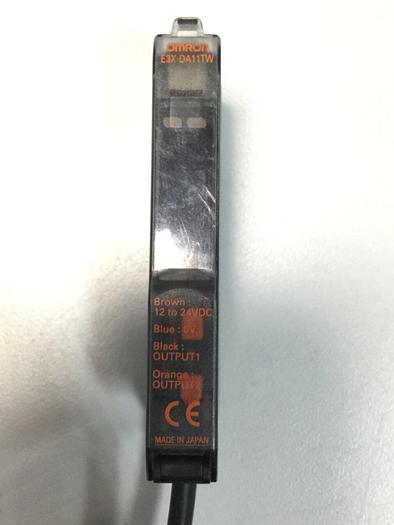 OMRON
E3X-DA11TW
Brown :
12 to 24VDC
Blue : 0V
Black :
OUTPUT1
Orange :
OUTPUT2
CE
MADE IN JAPAN